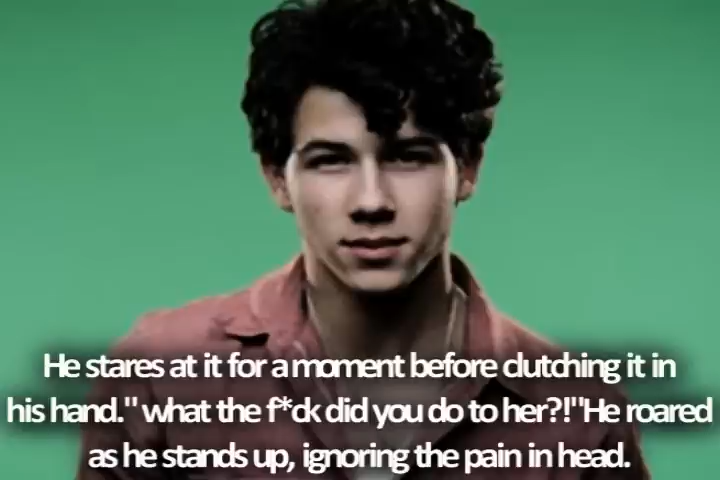 He stares at it for a moment before clutching it in
his hand." what the f*ck did you do to her?!"He roared
as he stands up, ignoring the pain in head.